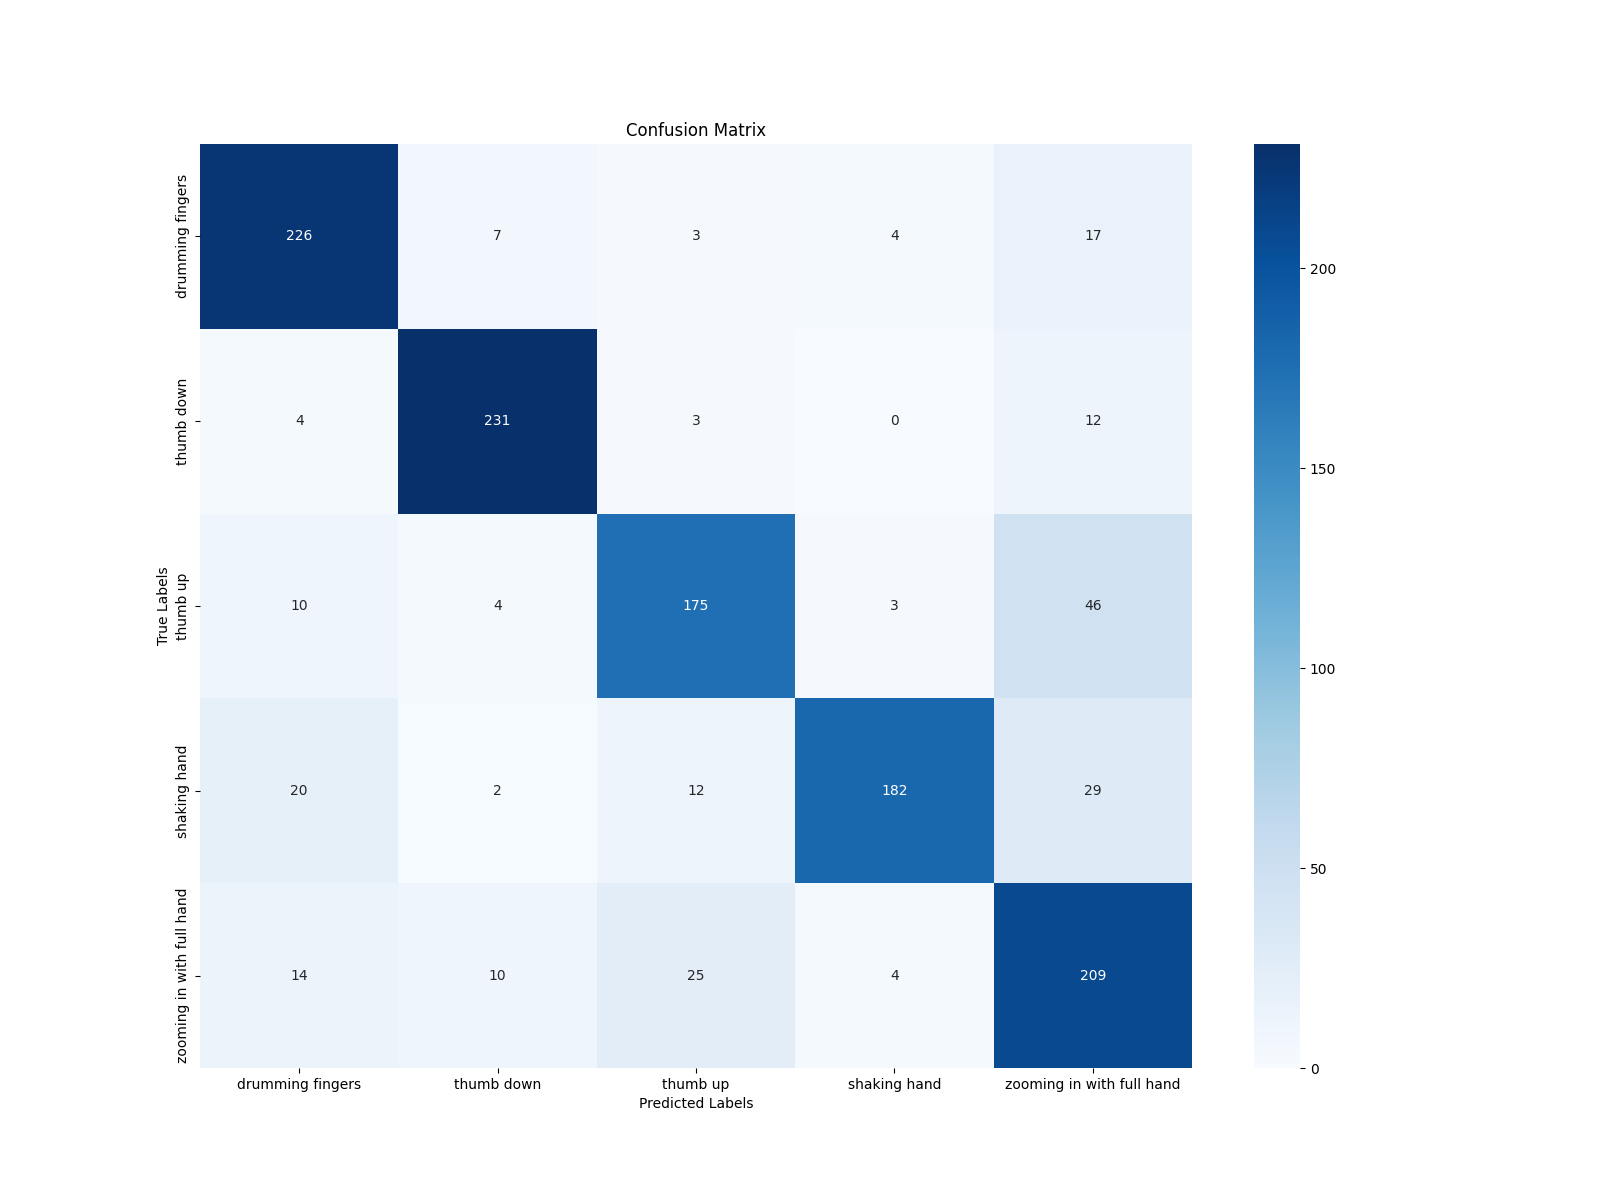 Confusion Matrix
True Labels
drumming fingers
226 7 3 4 17
thumb down
4 231 3 0 12
thumb up
10 4 175 3 46
shaking hand
20 2 12 182 29
zooming in with full hand
14 10 25 4 209
drumming fingers thumb down thumb up shaking hand zooming in with full hand
Predicted Labels
200
150
100
50
0